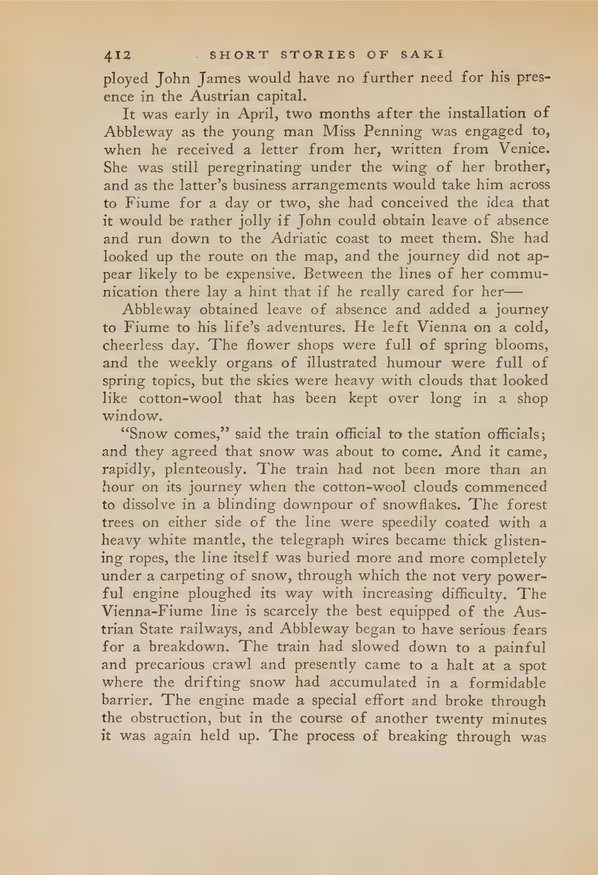 412 SHORT STORIES OF SAKI
ployed John James would have no further need for his pres-
ence in the Austrian capital.
It was early in April, two months after the installation of
Abbleway as the young man Miss Penning was engaged to,
when he received a letter from her, written from Venice.
She was still peregrinating under the wing of her brother,
and as the latter's business arrangements would take him across
to Fiume for a day or two, she had conceived the idea that
it would be rather jolly if John could obtain leave of absence
and run down to the Adriatic coast to meet them. She had
looked up the route on the map, and the journey did not ap-
pear likely to be expensive. Between the lines of her commu-
nication there lay a hint that if he really cared for her—
Abbleway obtained leave of absence and added a journey
to Fiume to his life's adventures. He left Vienna on a cold,
cheerless day. The flower shops were full of spring blooms,
and the weekly organs of illustrated humour were full of
spring topics, but the skies were heavy with clouds that looked
like cotton-wool that has been kept over long in a shop
window.
"Snow comes," said the train official to the station officials;
and they agreed that snow was about to come. And it came,
rapidly, plenteously. The train had not been more than an
hour on its journey when the cotton-wool clouds commenced
to dissolve in a blinding downpour of snowflakes. The forest
trees on either side of the line were speedily coated with a
heavy white mantle, the telegraph wires became thick glisten-
ing ropes, the line itself was buried more and more completely
under a carpeting of snow, through which the not very power-
ful engine ploughed its way with increasing difficulty. The
Vienna-Fiume line is scarcely the best equipped of the Aus-
trian State railways, and Abbleway began to have serious fears
for a breakdown. The train had slowed down to a painful
and precarious crawl and presently came to a halt at a spot
where the drifting snow had accumulated in a formidable
barrier. The engine made a special effort and broke through
the obstruction, but in the course of another twenty minutes
it was again held up. The process of breaking through was